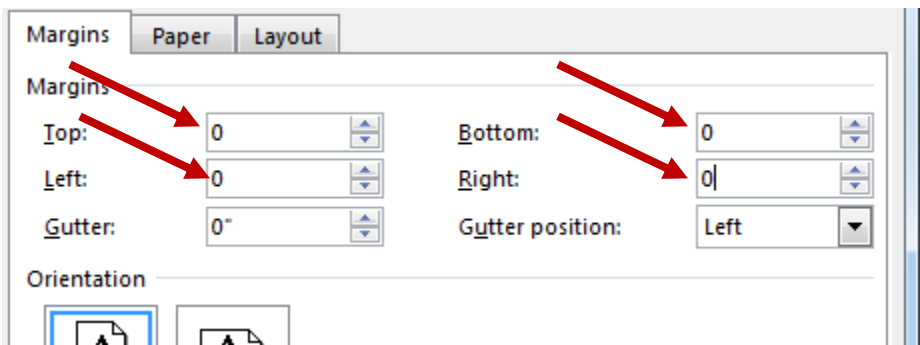 Margins Paper Layout
Margins
Top: 0 Bottom: 0
Left: 0 Right: 0
Gutter: 0" Gutter position: Left
Orientation
A A